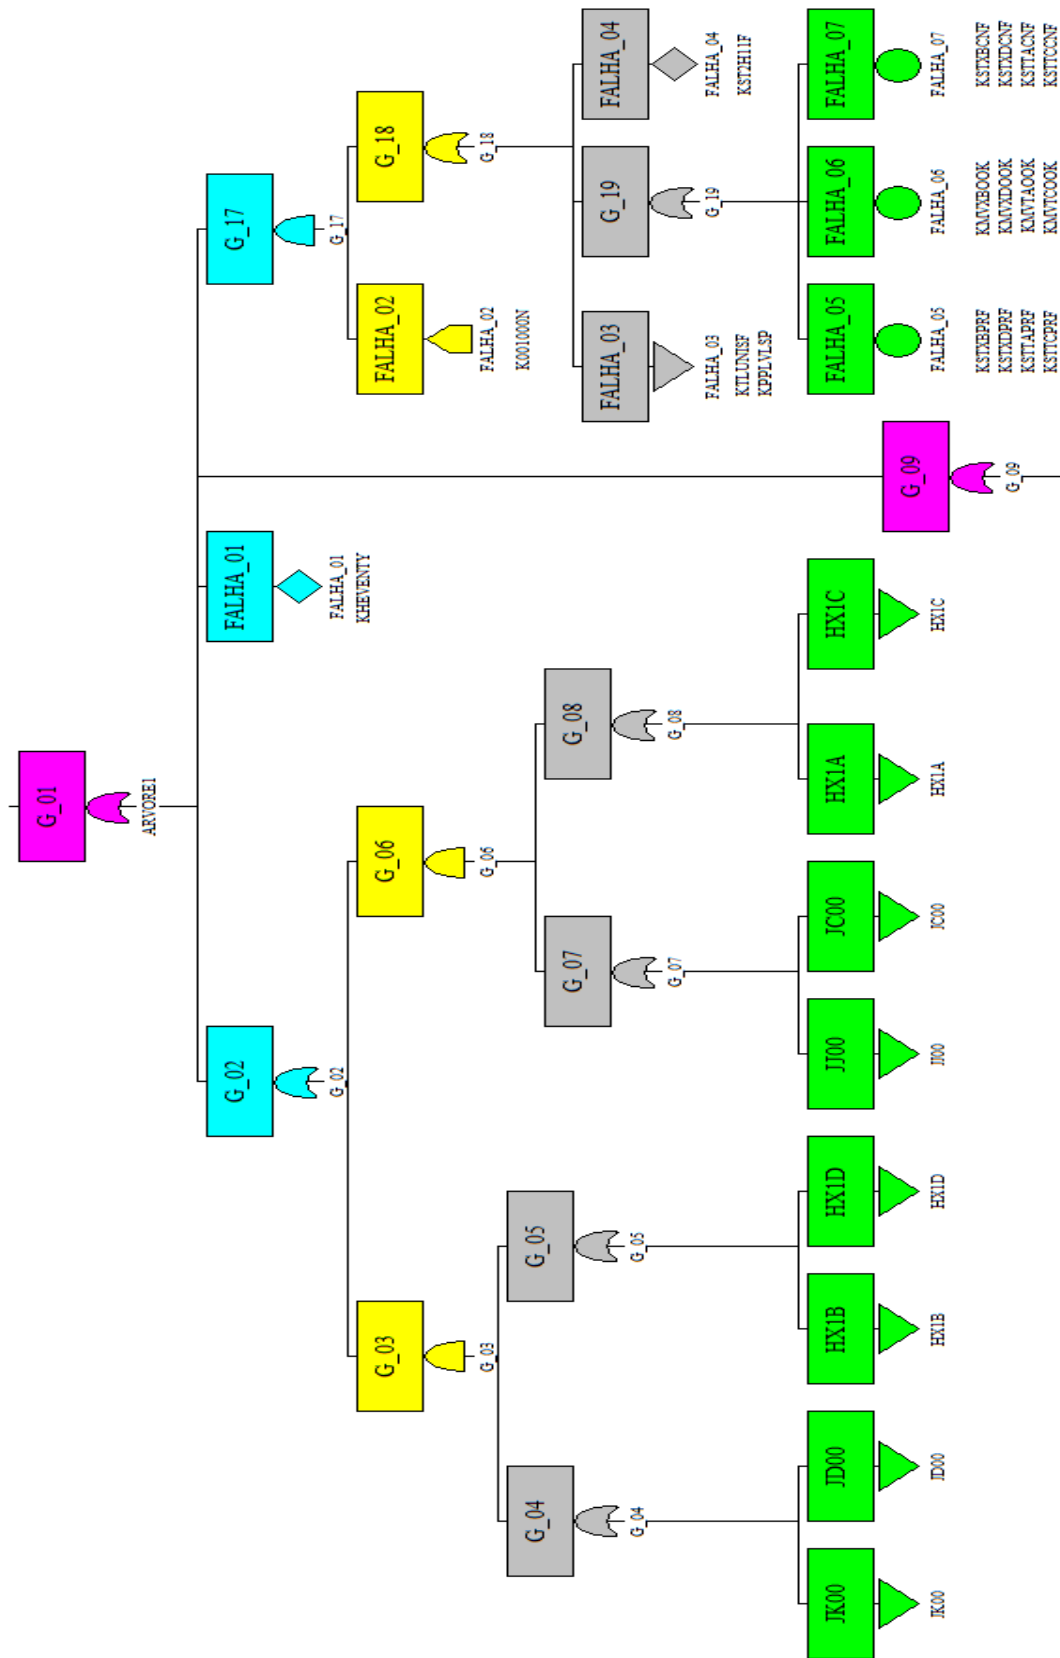 G_01
ARVORE1
G_02
G_02
FALHA_01
FALHA_01
KHEVENTY
G_17
G_17
G_03
G_03
G_06
G_06
FALHA_02
FALHA_02
K001000N
G_18
G_18
G_04
G_04
G_05
G_05
G_07
G_07
G_08
G_08
FALHA_03
FALHA_03
KTLUNISF
KPPLVLSP
G_19
G_19
FALHA_04
FALHA_04
KST2H11F
JK00
JK00
JD00
JD00
HX1B
HX1B
HX1D
HX1D
JJ00
JJ00
JC00
JC00
HX1A
HX1A
HX1C
HX1C
G_09
G_09
FALHA_05
FALHA_05
KSTXBPRF
KSTXDPRF
KSTTAPRF
KSTTCPRF
FALHA_06
FALHA_06
KMVXBOOK
KMVXDOOK
KMVTAOOK
KMVTCOOK
FALHA_07
FALHA_07
KSTXBCNF
KSTXDCNF
KSTTACNF
KSTTCCNF